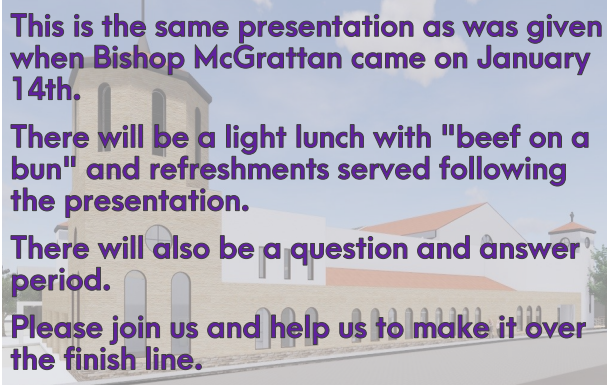 This is the same presentation as was given
when Bishop McGrattan came on January
14th.
There will be a light lunch with "beef on a
bun" and refreshments served following
the presentation.
There will also be a question and answer
period.
Please join us and help us to make it over
the finish line.